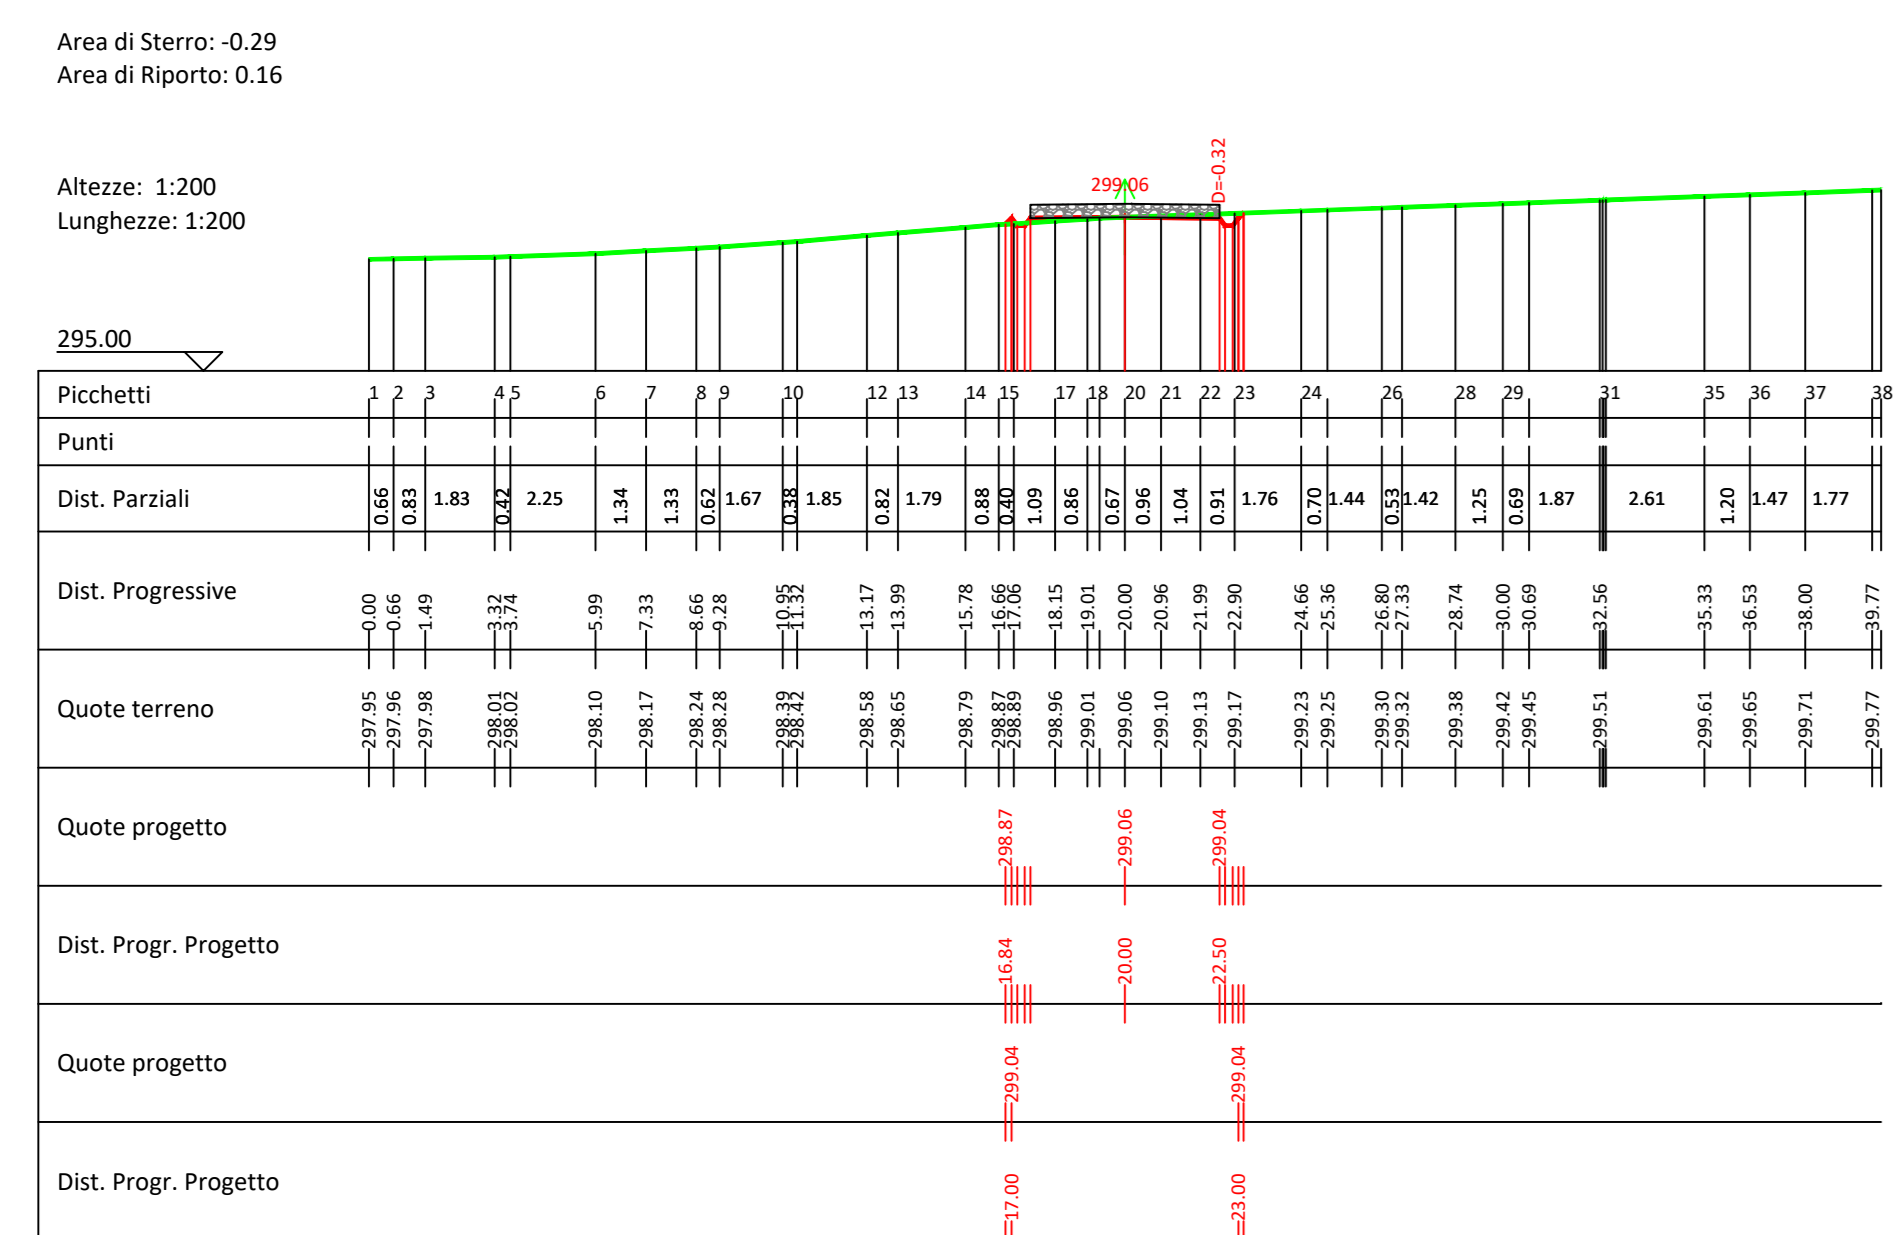 Area di Sterro: -0.29
Area di Riporto: 0.16
Altezze: 1:200
Lunghezze: 1:200
299.06
D=-0.32
295.00
Picchetti 1 2 3 4 5 6 7 8 9 10 12 13 14 15 17 18 20 21 22 23 24 26 28 29 31 35 36 37 38
Punti
Dist. Parziali 0.66 0.83 1.83 0.42 2.25 1.34 1.33 0.62 1.67 0.38 1.85 0.82 1.79 0.88 0.40 1.09 0.86 0.67 0.96 1.04 0.91 1.76 0.70 1.44 0.53 1.42 1.25 0.69 1.87 2.61 1.20 1.47 1.77
Dist. Progressive 0.00 0.66 1.49 3.32 3.74 5.99 7.33 8.66 9.28 10.95 11.32 13.17 13.99 15.78 16.66 17.06 18.15 19.01 20.00 20.96 21.99 22.90 24.66 25.36 26.80 27.33 28.74 30.00 30.69 32.56 35.33 36.53 38.00 39.77
Quote terreno 297.95 297.96 297.98 298.01 298.02 298.10 298.17 298.24 298.28 298.39 298.42 298.58 298.65 298.79 298.87 298.89 298.96 299.01 299.06 299.10 299.13 299.17 299.23 299.25 299.30 299.32 299.38 299.42 299.45 299.51 299.61 299.65 299.71 299.77
Quote progetto 298.87 299.06 299.04
Dist. Progr. Progetto 16.84 20.00 22.50
Quote progetto 299.04 299.04
Dist. Progr. Progetto 17.00 23.00